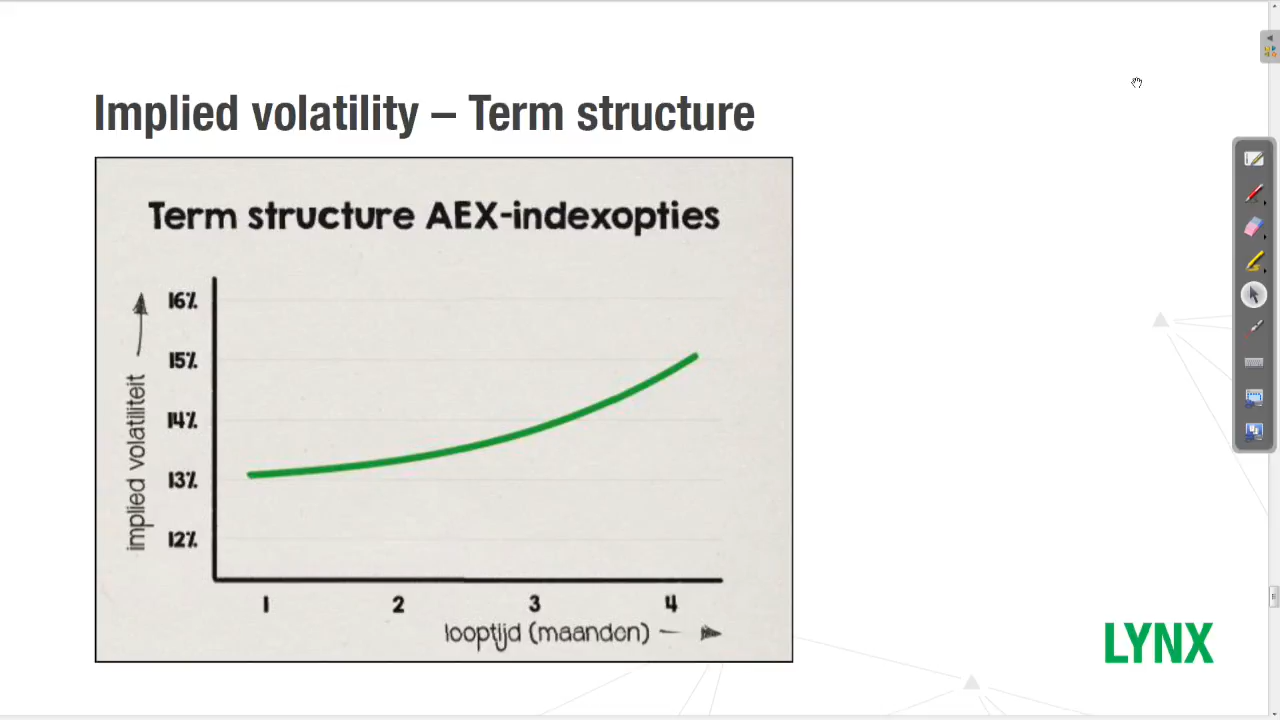 Implied volatility – Term structure
Term structure AEX-indexopties
16%
15%
14%
13%
12%
implied volatiliteit
1 2 3 4
looptijd (maanden)
LYNX